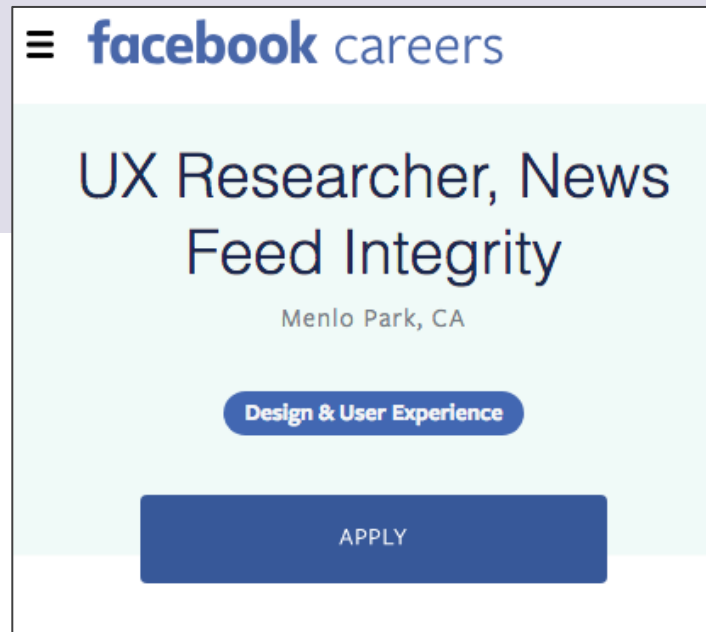 facebook careers
UX Researcher, News
Feed Integrity
Menlo Park, CA
Design & User Experience
APPLY